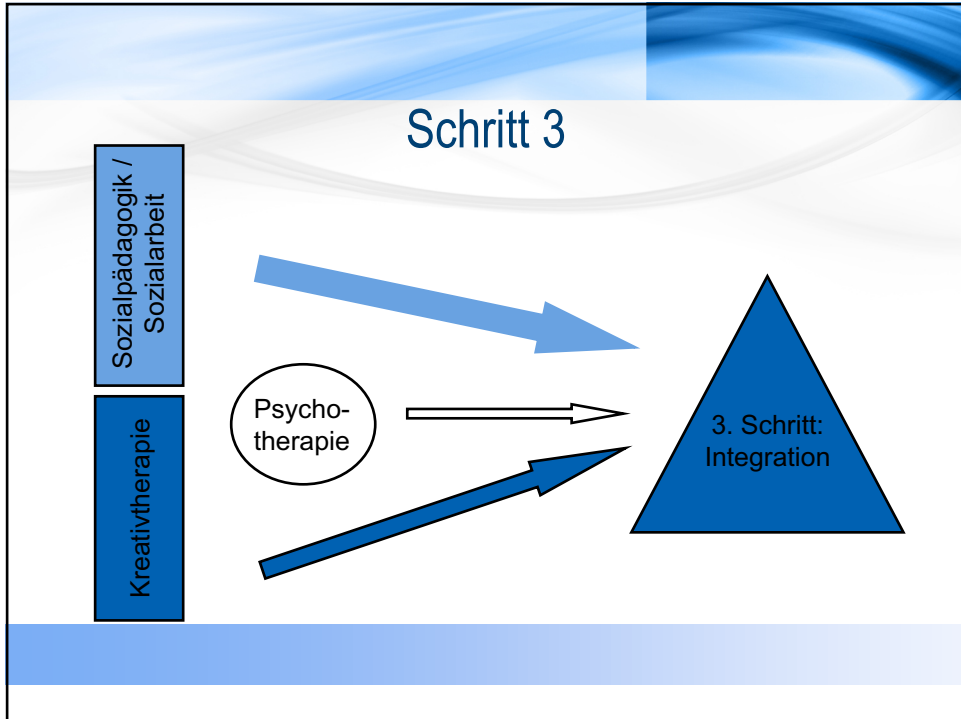 Schritt 3
Sozialpädagogik /
Sozialarbeit
Kreativtherapie
Psycho-
therapie
3. Schritt:
Integration